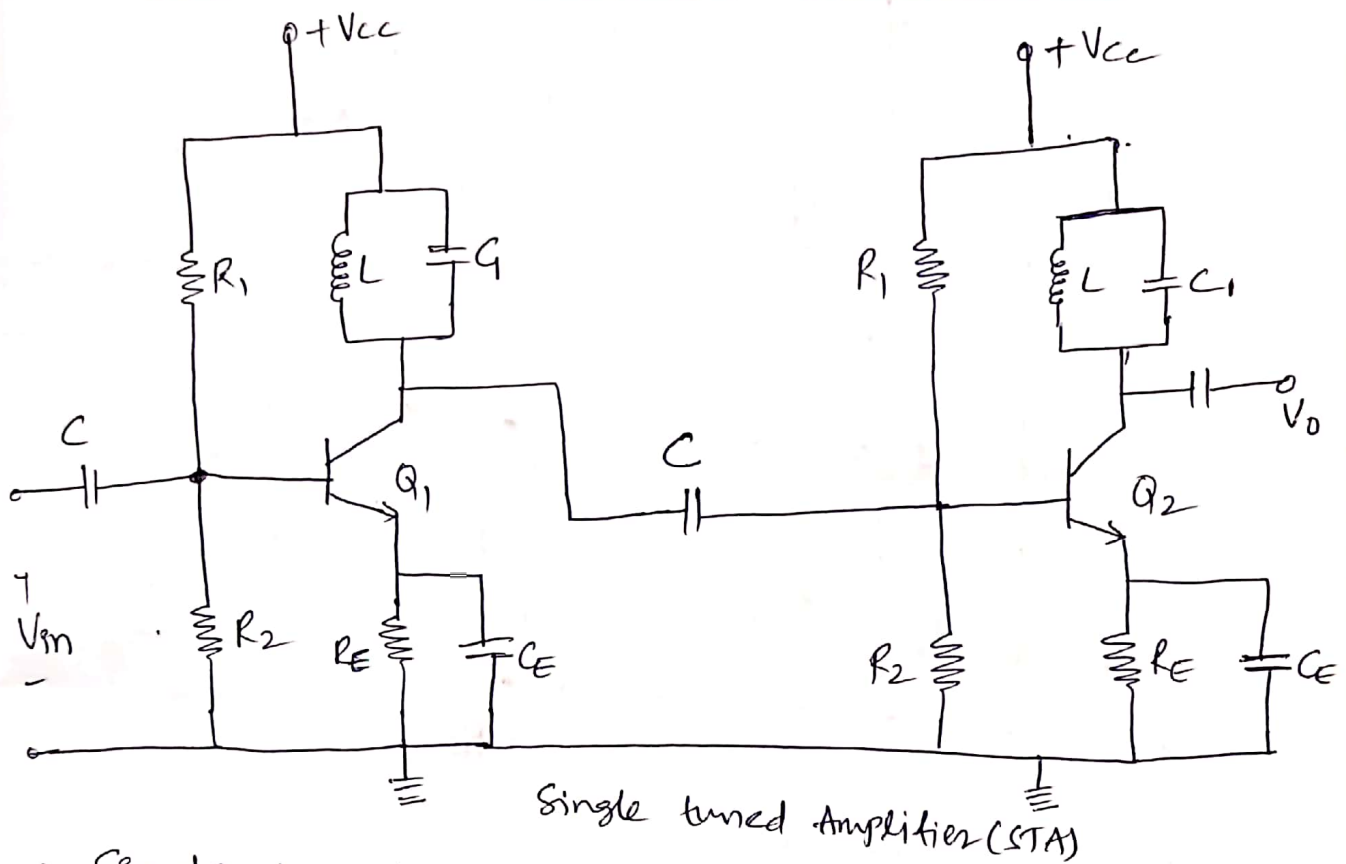 +Vcc
+Vcc
R1
L
C1
R1
L
C1
C
Q1
C
Q2
Vo
+
Vin
-
R2
RE
CE
R2
RE
CE
Single tuned Amplifier (STA)